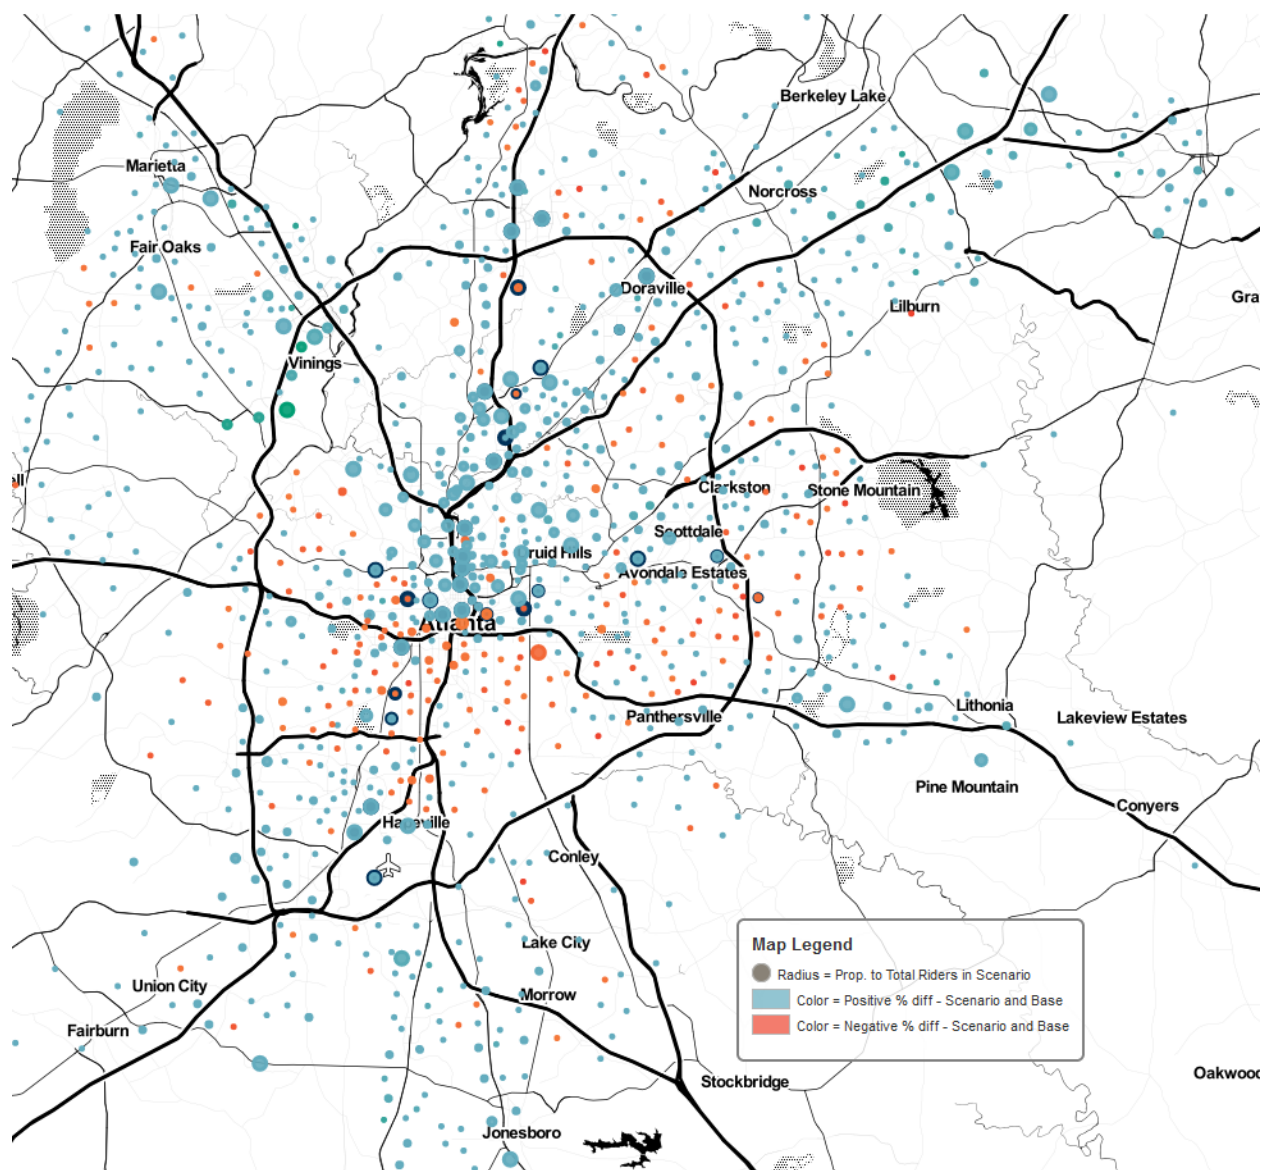 Berkeley Lake
Marietta
Norcross
Fair Oaks
Doraville
Gra
Lilburn
Vinings
ell
Clarkston
Stone Mountain
Scottdale
Druid Hills
Avondale Estates
Atlanta
Lithonia
Panthersville
Lakeview Estates
Pine Mountain
Conyers
Hapeville
Conley
Map Legend
Lake City
Radius = Prop. to Total Riders in Scenario
Union City
Morrow
Color = Positive % diff - Scenario and Base
Color = Negative % diff - Scenario and Base
Fairburn
Oakwood
Stockbridge
Jonesboro